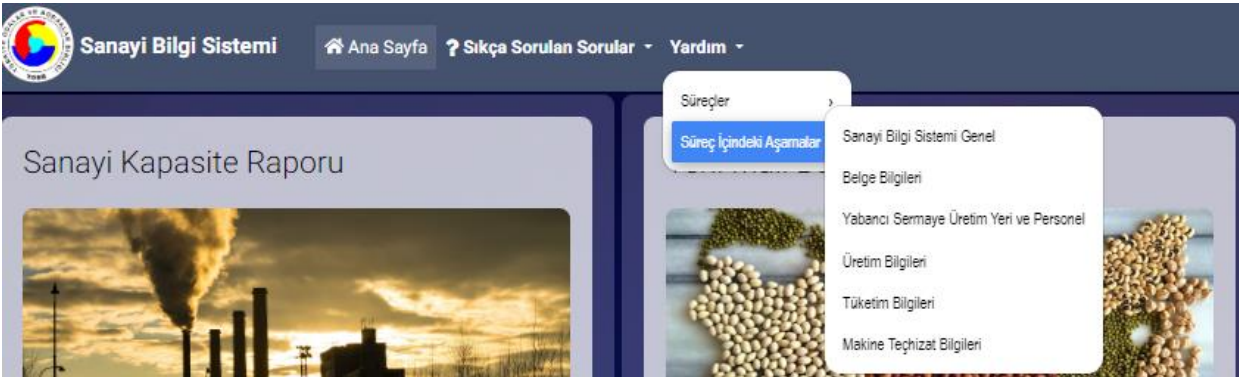 Sanayi Bilgi Sistemi
Ana Sayfa
? Sıkça Sorulan Sorular
Yardım
Süreçler
Süreç İçindeki Aşamalar
Sanayi Bilgi Sistemi Genel
Belge Bilgileri
Yabancı Sermaye Üretim Yeri ve Personel
Üretim Bilgileri
Tüketim Bilgileri
Makine Teçhizat Bilgileri
Sanayi Kapasite Raporu